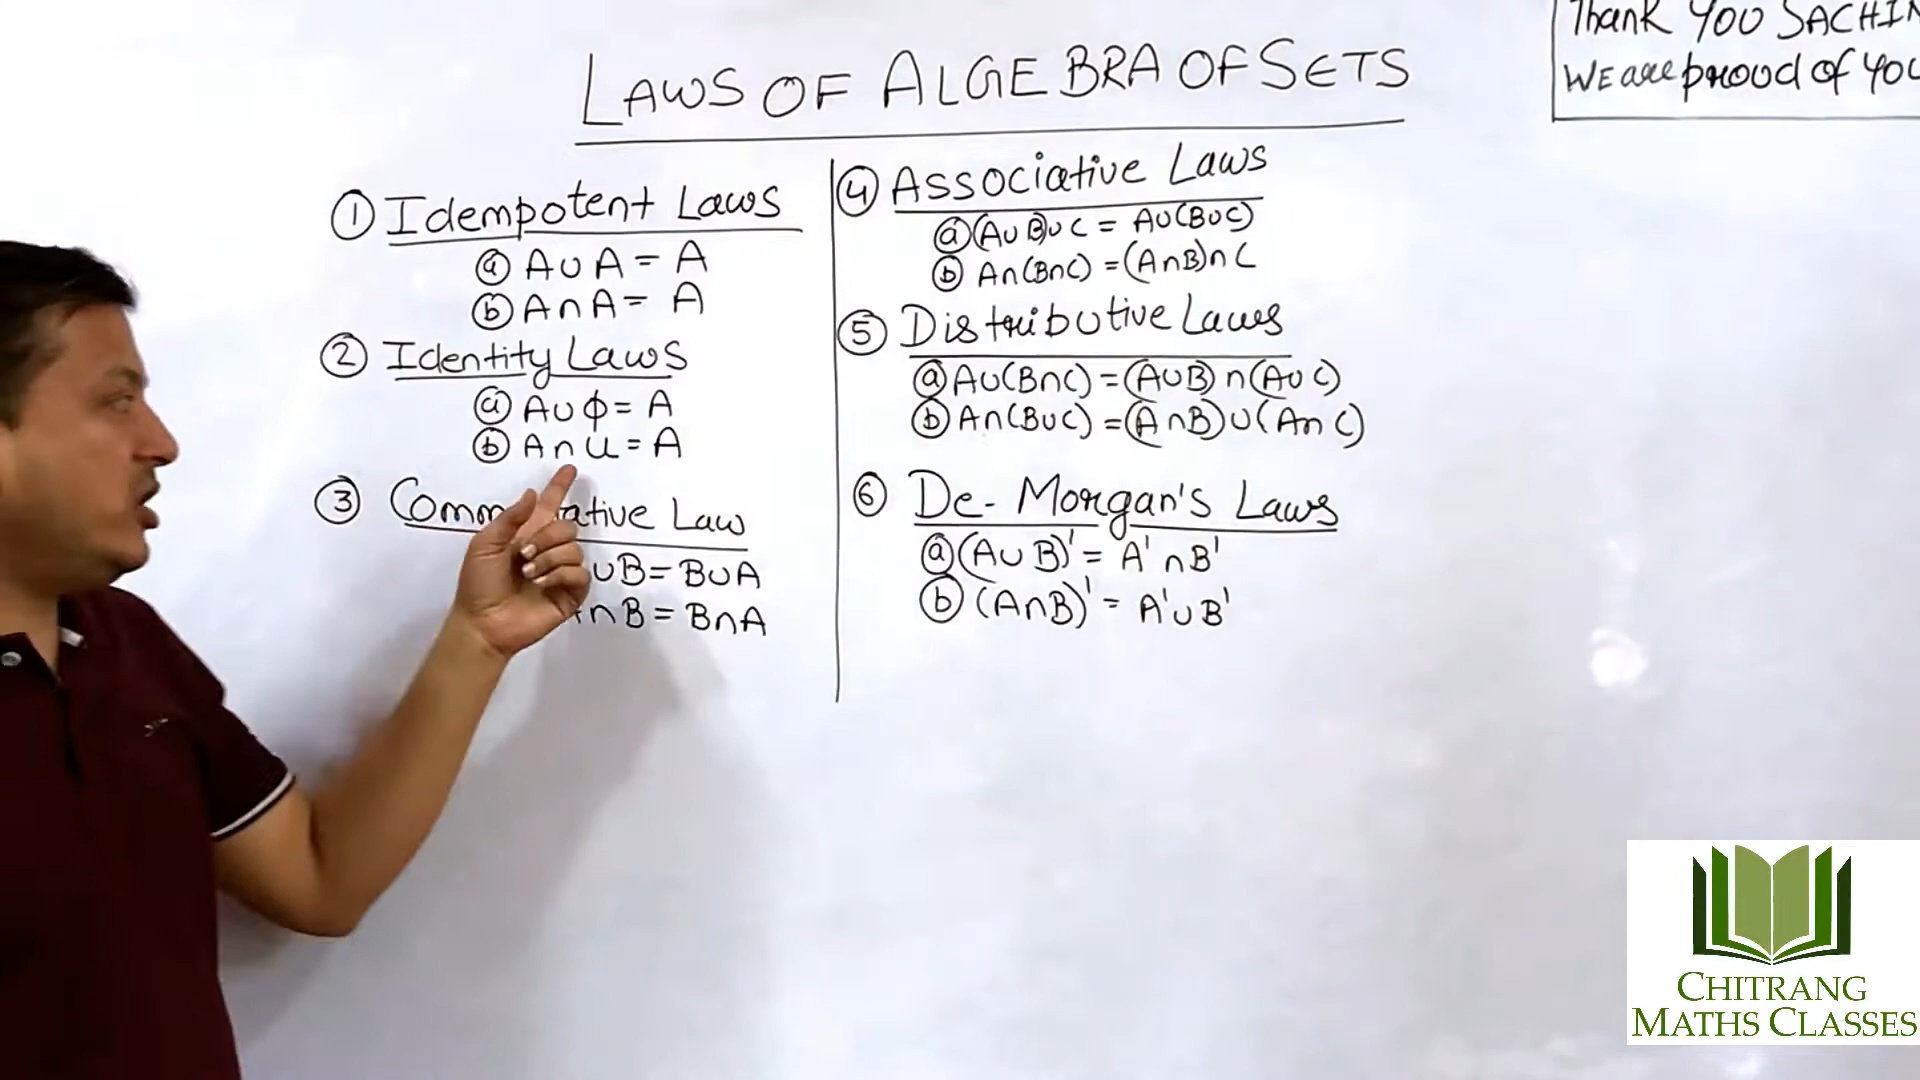 LAWS OF ALGEBRA OF SETS
① Idempotent Laws
ⓐ A∪A = A
ⓑ A∩A = A
② Identity Laws
ⓐ A∪ϕ = A
ⓑ A∩U = A
③ Law
∪B = B∪A
A∩B = B∩A
④ Associative Laws
ⓐ (A∪B)∪C = A∪(B∪C)
ⓑ A∩(B∩C) = (A∩B)∩C
⑤ Distributive Laws
ⓐ A∪(B∩C) = (A∪B)∩(A∪C)
ⓑ A∩(B∪C) = (A∩B)∪(A∩C)
⑥ De-Morgan's Laws
ⓐ (A∪B)' = A'∩B'
ⓑ (A∩B)' = A'∪B'
Thank YOU SACHIN
WE are proud of YOU
CHITRANG
MATHS CLASSES